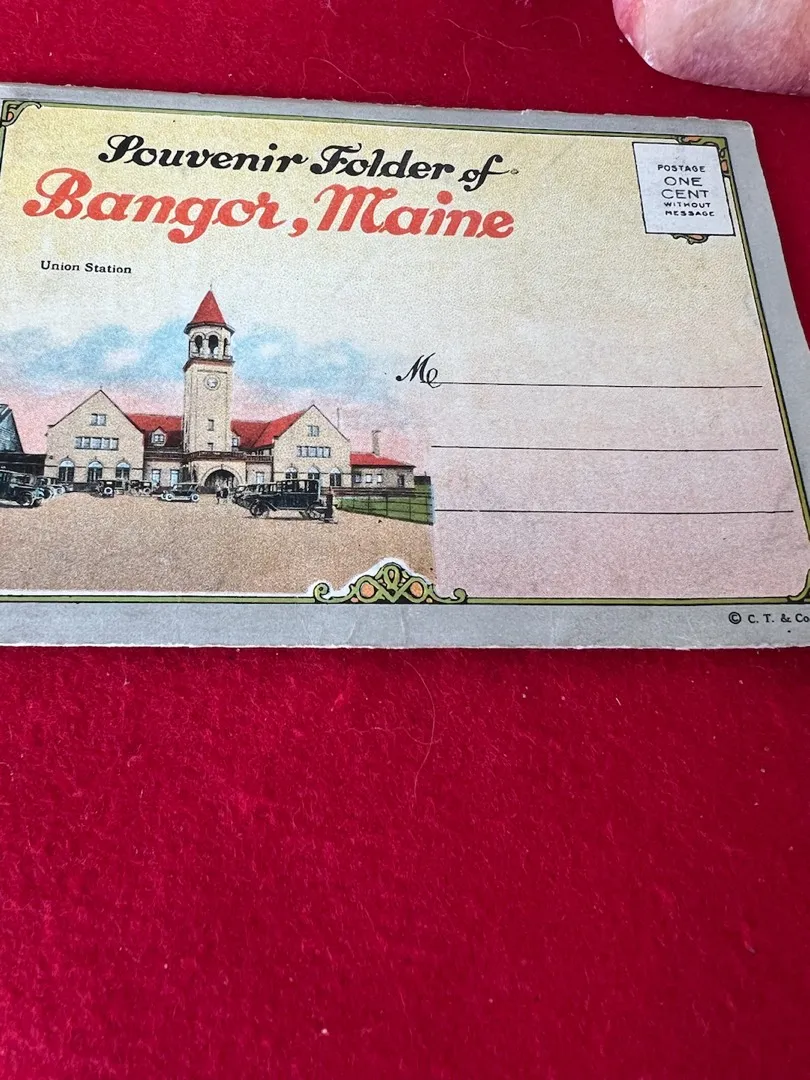 Souvenir Folder of
Bangor, Maine
POSTAGE
ONE
CENT
WITHOUT
MESSAGE
Union Station
M
© C. T. & Co